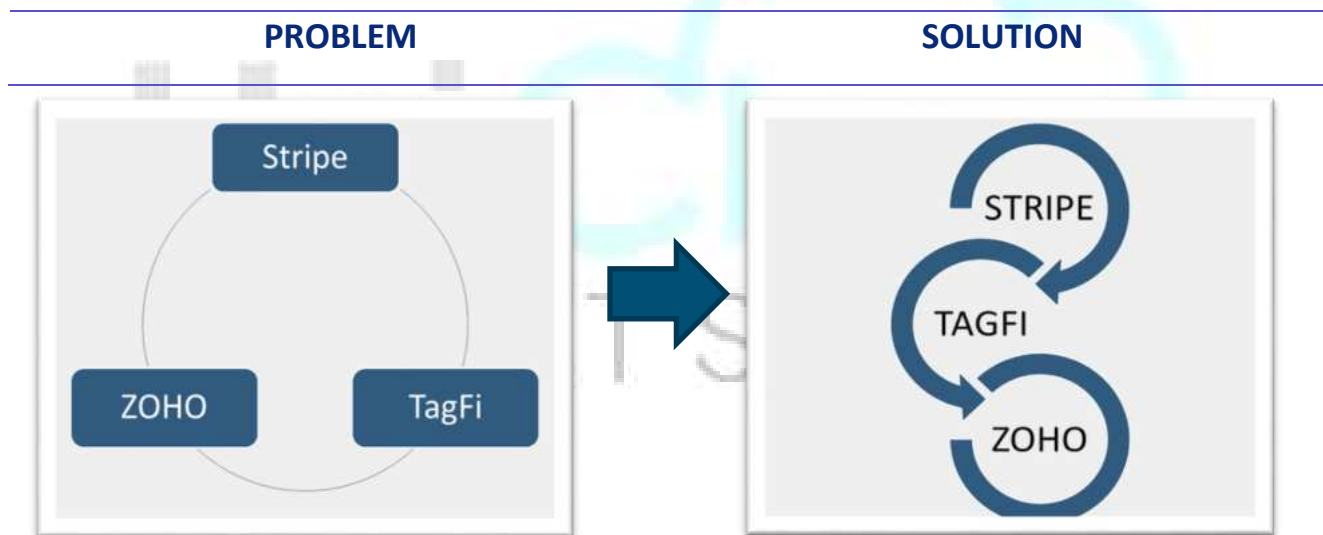 PROBLEM
SOLUTION
Stripe
ZOHO
TagFi
STRIPE
TAGFI
ZOHO